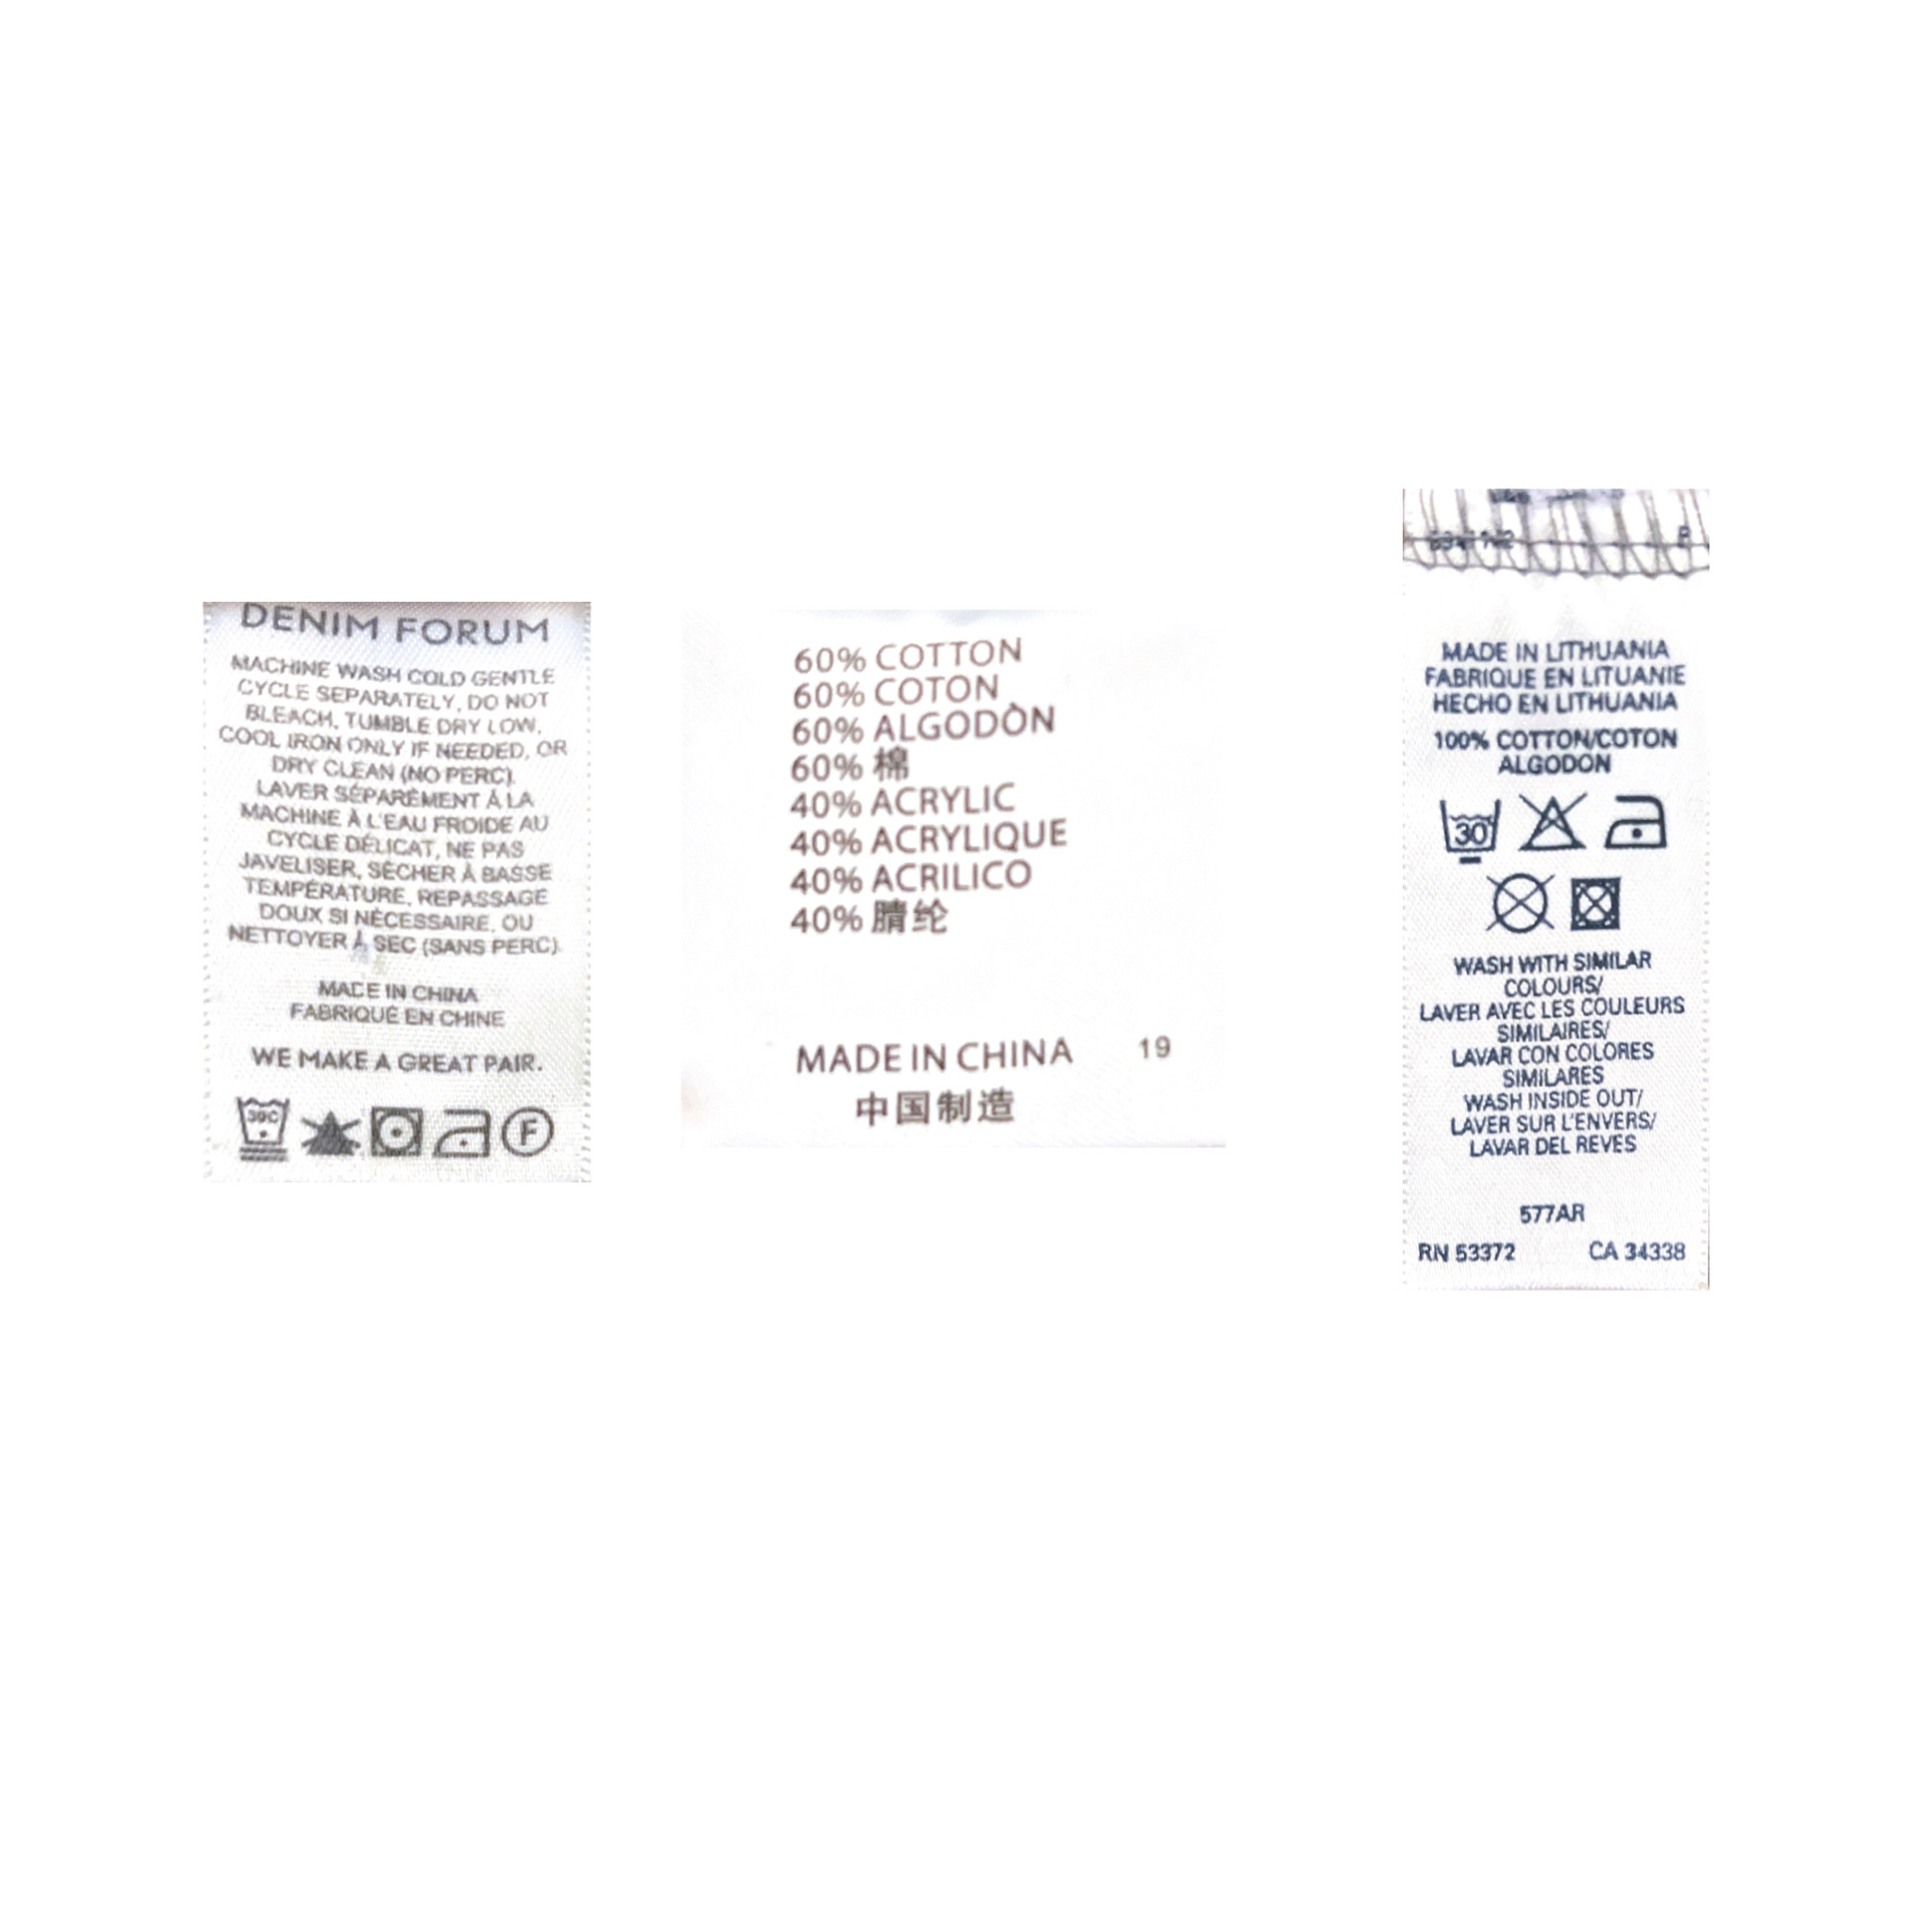 DENIM FORUM
MACHINE WASH COLD GENTLE
CYCLE SEPARATELY, DO NOT
BLEACH, TUMBLE DRY LOW,
COOL IRON ONLY IF NEEDED, OR
DRY CLEAN (NO PERC).
LAVER SÉPARÉMENT À LA
MACHINE À L'EAU FROIDE AU
CYCLE DÉLICAT, NE PAS
JAVELISER, SÉCHER À BASSE
TEMPÉRATURE, REPASSAGE
DOUX SI NÉCESSAIRE, OU
NETTOYER À SEC (SANS PERC).
MADE IN CHINA
FABRIQUÉ EN CHINE
WE MAKE A GREAT PAIR.
30C
F
60% COTTON
60% COTON
60% ALGODÒN
60% 棉
40% ACRYLIC
40% ACRYLIQUE
40% ACRILICO
40% 腈纶
MADE IN CHINA 19
中国制造
MADE IN LITHUANIA
FABRIQUE EN LITUANIE
HECHO EN LITHUANIA
100% COTTON/COTON
ALGODON
30
WASH WITH SIMILAR
COLOURS/
LAVER AVEC LES COULEURS
SIMILAIRES/
LAVAR CON COLORES
SIMILARES
WASH INSIDE OUT/
LAVER SUR L'ENVERS/
LAVAR DEL REVES
577AR
RN 53372 CA 34338